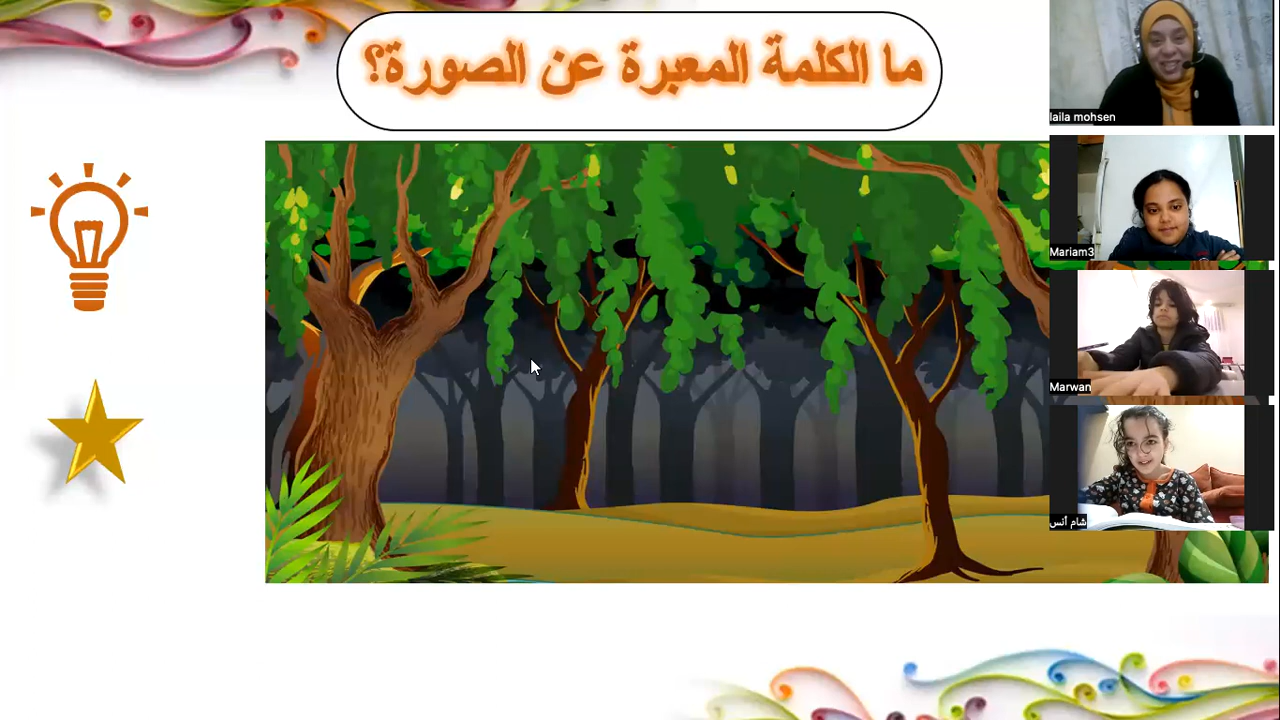 ما الكلمة المعبرة عن الصورة؟
laila mohsen
Mariam3
Marwan
شام أنس